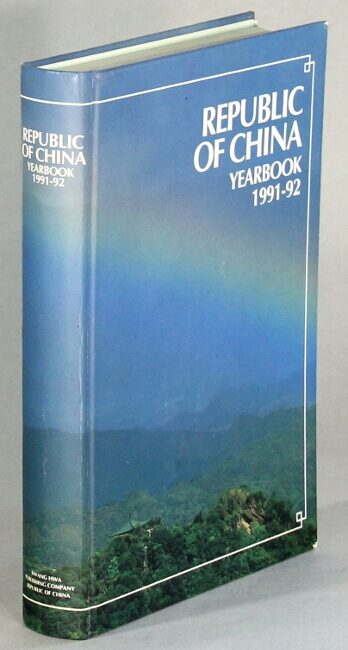 REPUBLIC
OF CHINA
YEARBOOK
1991-92
REPUBLIC
OF CHINA
YEARBOOK
1991-92
KWANG HWA
PUBLISHING COMPANY
REPUBLIC OF CHINA